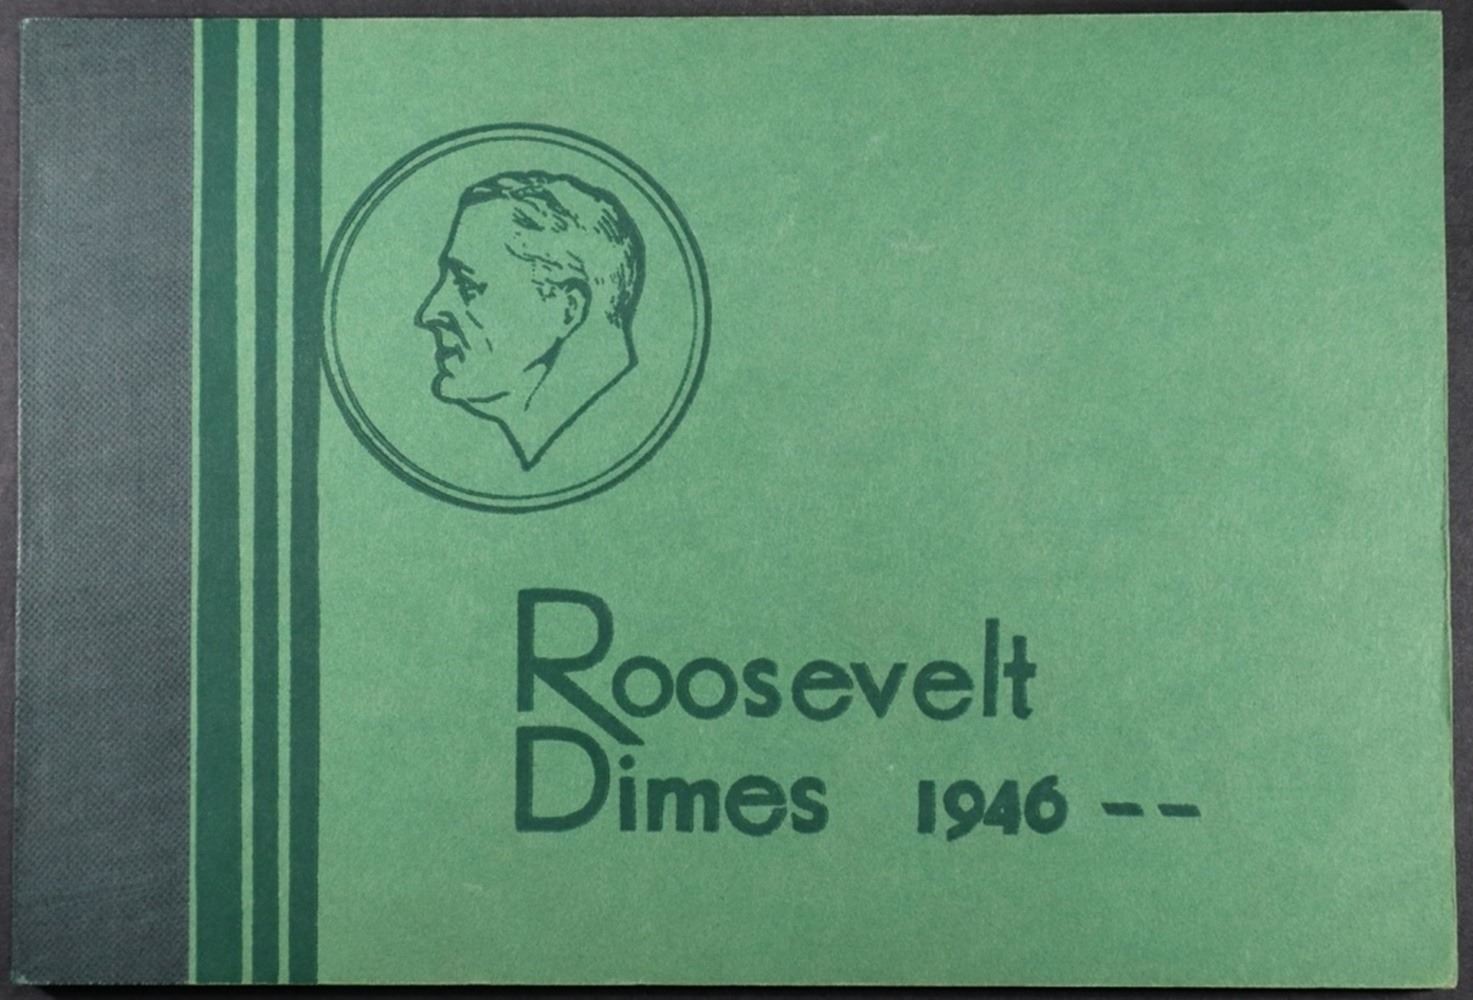 Roosevelt
Dimes 1946 --